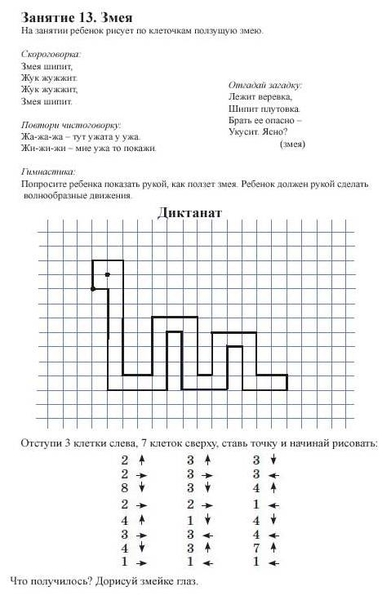 Занятие 13. Змея
На занятии ребенок рисует по клеточкам ползущую змею.
Скороговорка:
Змея шипит,
Жук жужжит.
Жук жужжит,
Змея шипит.
Повтори чистоговорку:
Жа-жа-жа – тут ужата у ужа.
Жи-жи-жи – мне ужа то покажи.
Отгадай загадку:
Лежит веревка,
Шипит плутовка.
Брать ее опасно –
Укусит. Ясно?
(змея)
Гимнастика:
Попросите ребенка показать рукой, как ползет змея. Ребенок должен рукой сделать
волнообразные движения.
Диктанат
Отступи 3 клетки слева, 7 клеток сверху, ставь точку и начинай рисовать:
2 ↑ 3 ↑ 3 ↓
2 → 3 → 3 ←
8 ↓ 3 ↓ 4 ↑
2 → 2 → 1 ←
4 ↑ 1 ↓ 4 ↓
3 → 3 ← 4 ←
4 ↓ 3 ↑ 7 ↑
1 → 1 ← 1 ←
Что получилось? Дорисуй змейке глаз.